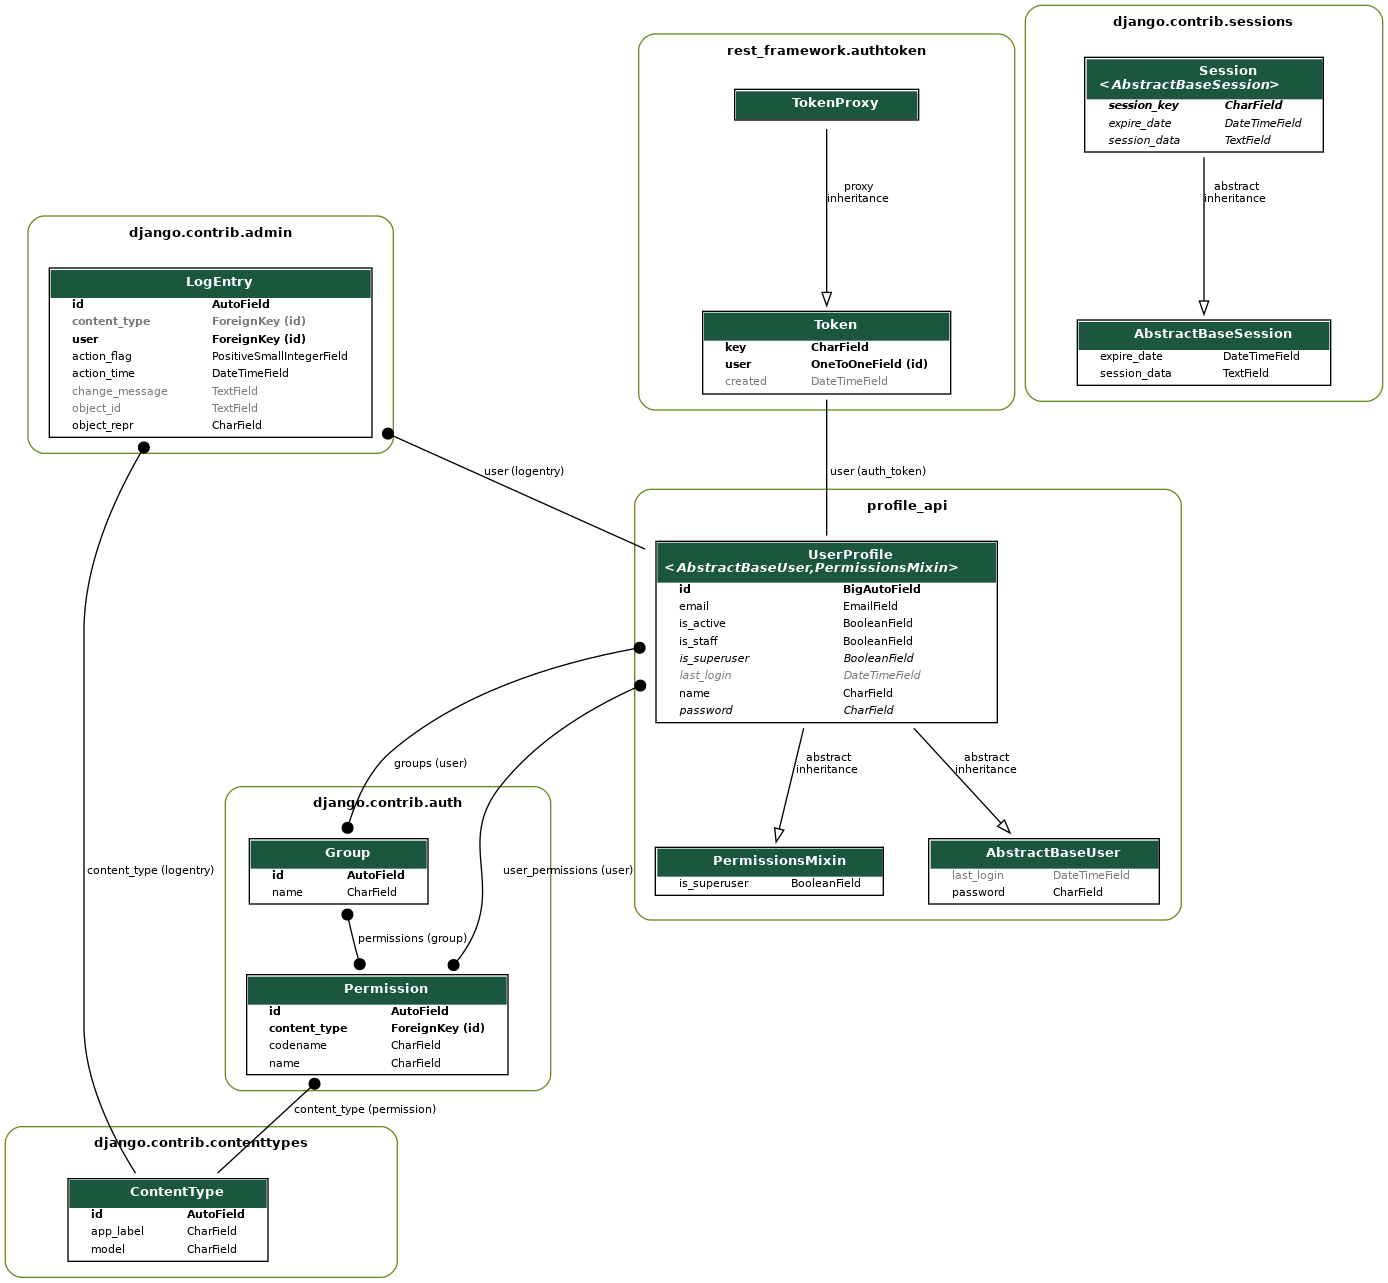 django.contrib.sessions
Session
<AbstractBaseSession>
session_key CharField
expire_date DateTimeField
session_data TextField
abstract
inheritance
AbstractBaseSession
expire_date DateTimeField
session_data TextField
rest_framework.authtoken
TokenProxy
proxy
inheritance
Token
key CharField
user OneToOneField (id)
created DateTimeField
user (auth_token)
django.contrib.admin
LogEntry
id AutoField
content_type ForeignKey (id)
user ForeignKey (id)
action_flag PositiveSmallIntegerField
action_time DateTimeField
change_message TextField
object_id TextField
object_repr CharField
user (logentry)
profile_api
UserProfile
<AbstractBaseUser,PermissionsMixin>
id BigAutoField
email EmailField
is_active BooleanField
is_staff BooleanField
is_superuser BooleanField
last_login DateTimeField
name CharField
password CharField
abstract
inheritance
abstract
inheritance
PermissionsMixin
is_superuser BooleanField
AbstractBaseUser
last_login DateTimeField
password CharField
groups (user)
django.contrib.auth
Group
id AutoField
name CharField
content_type (logentry)
user_permissions (user)
permissions (group)
Permission
id AutoField
content_type ForeignKey (id)
codename CharField
name CharField
content_type (permission)
django.contrib.contenttypes
ContentType
id AutoField
app_label CharField
model CharField